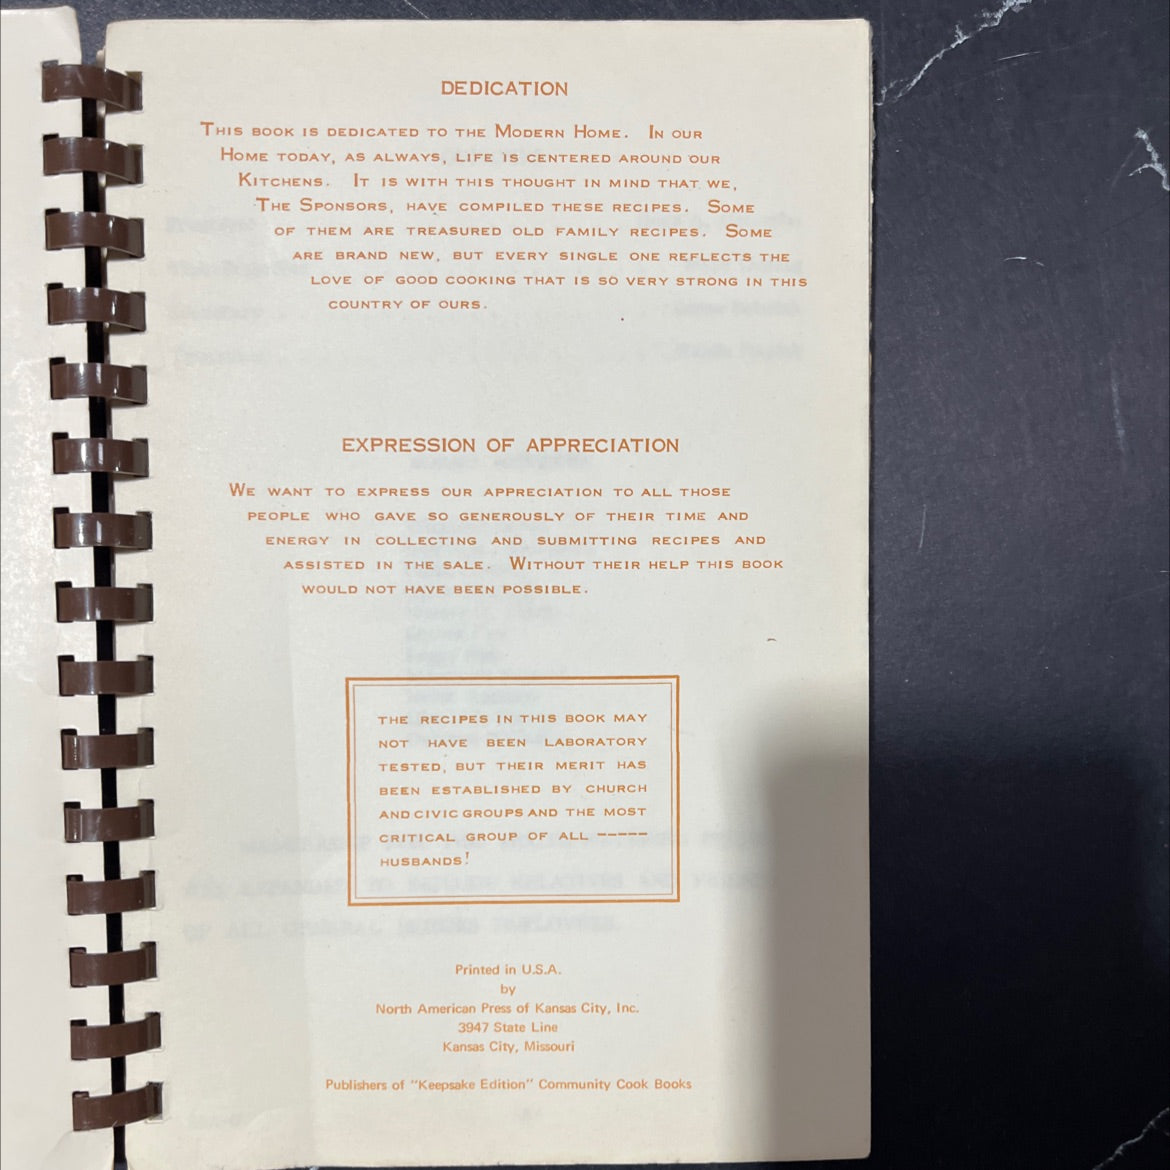 DEDICATION
THIS BOOK IS DEDICATED TO THE MODERN HOME. IN OUR
HOME TODAY, AS ALWAYS, LIFE IS CENTERED AROUND OUR
KITCHENS. IT IS WITH THIS THOUGHT IN MIND THAT WE,
THE SPONSORS, HAVE COMPILED THESE RECIPES. SOME
OF THEM ARE TREASURED OLD FAMILY RECIPES. SOME
ARE BRAND NEW, BUT EVERY SINGLE ONE REFLECTS THE
LOVE OF GOOD COOKING THAT IS SO VERY STRONG IN THIS
COUNTRY OF OURS.
EXPRESSION OF APPRECIATION
WE WANT TO EXPRESS OUR APPRECIATION TO ALL THOSE
PEOPLE WHO GAVE SO GENEROUSLY OF THEIR TIME AND
ENERGY IN COLLECTING AND SUBMITTING RECIPES AND
ASSISTED IN THE SALE. WITHOUT THEIR HELP THIS BOOK
WOULD NOT HAVE BEEN POSSIBLE.
THE RECIPES IN THIS BOOK MAY
NOT HAVE BEEN LABORATORY
TESTED, BUT THEIR MERIT HAS
BEEN ESTABLISHED BY CHURCH
AND CIVIC GROUPS AND THE MOST
CRITICAL GROUP OF ALL -----
HUSBANDS!
Printed in U.S.A.
by
North American Press of Kansas City, Inc.
3947 State Line
Kansas City, Missouri
Publishers of "Keepsake Edition" Community Cook Books